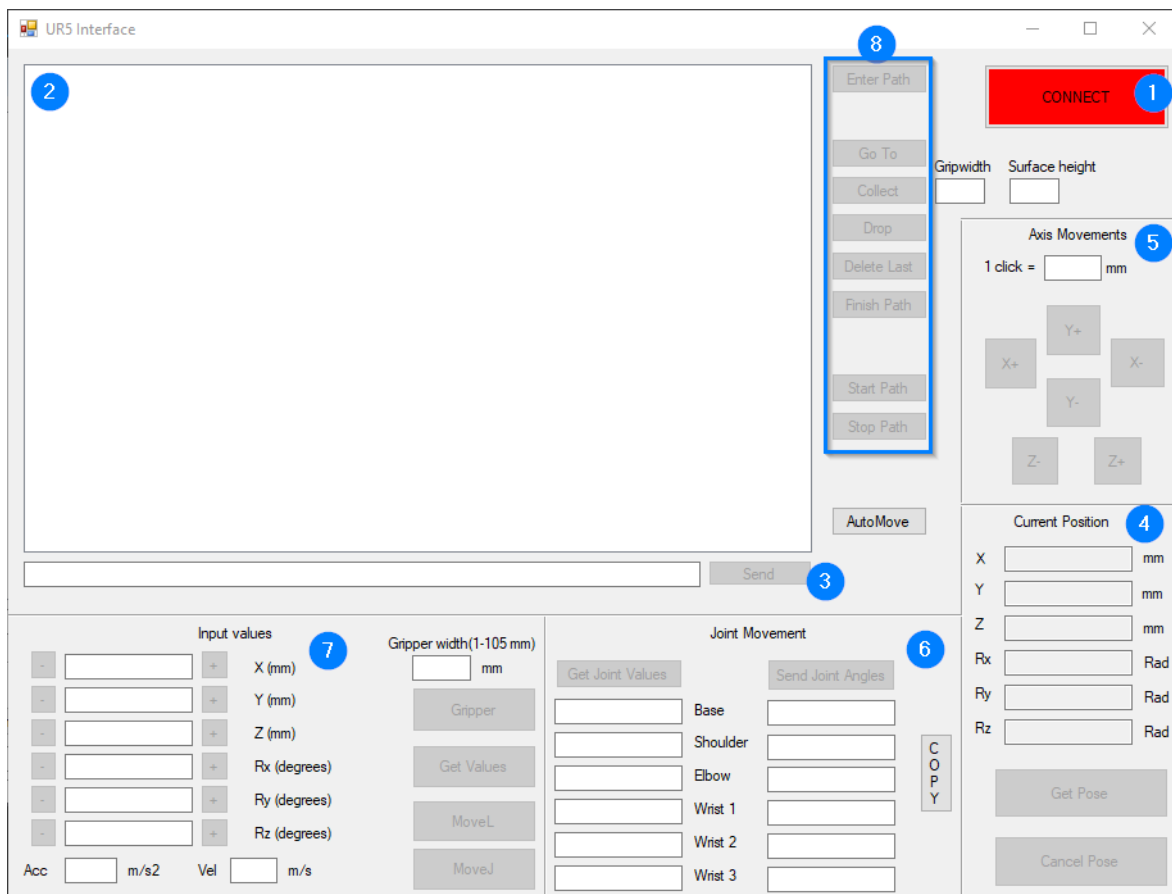 UR5 Interface
8
2
Enter Path
CONNECT
1
Go To
Gripwidth
Surface height
Collect
Drop
Axis Movements
5
Delete Last
1 click =
mm
Finish Path
Y+
X+
X-
Start Path
Y-
Stop Path
Z-
Z+
AutoMove
Current Position
4
Send
3
X
mm
Y
mm
Z
mm
Rx
Rad
Ry
Rad
Rz
Rad
Get Pose
Cancel Pose
Input values
7
Gripper width(1-105 mm)
mm
-
+
X (mm)
-
+
Y (mm)
-
+
Z (mm)
-
+
Rx (degrees)
-
+
Ry (degrees)
-
+
Rz (degrees)
Acc
m/s2
Vel
m/s
Gripper
Get Values
MoveL
MoveJ
Joint Movement
6
Get Joint Values
Send Joint Angles
Base
Shoulder
Elbow
Wrist 1
Wrist 2
Wrist 3
COPY